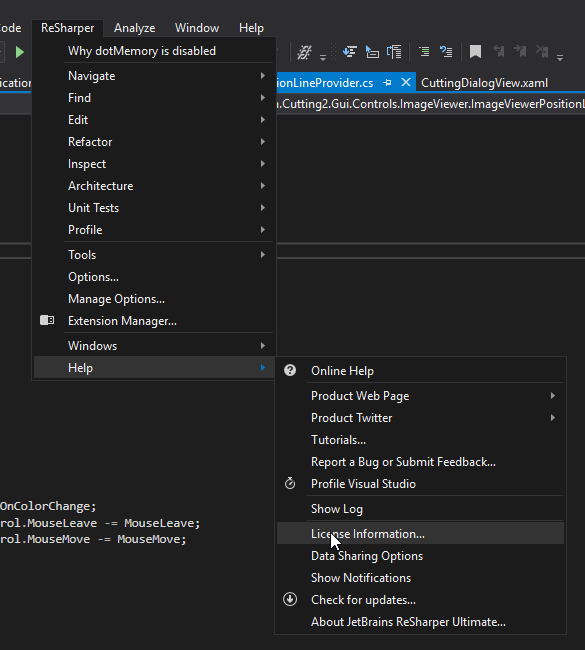 ode ReSharper Analyze Window Help
Why dotMemory is disabled
ication
ionLineProvider.cs CuttingDialogView.xaml
Navigate
Find
n.Cutting2.Gui.Controls.ImageViewer.ImageViewerPositionL
Edit
Refactor
Inspect
Architecture
Unit Tests
Profile
Tools
Options...
Manage Options...
Extension Manager...
Windows
Help
Online Help
Product Web Page
Product Twitter
Tutorials...
Report a Bug or Submit Feedback...
Profile Visual Studio
Show Log
License Information...
Data Sharing Options
Show Notifications
Check for updates...
About JetBrains ReSharper Ultimate...
OnColorChange;
rol.MouseLeave -= MouseLeave;
rol.MouseMove -= MouseMove;